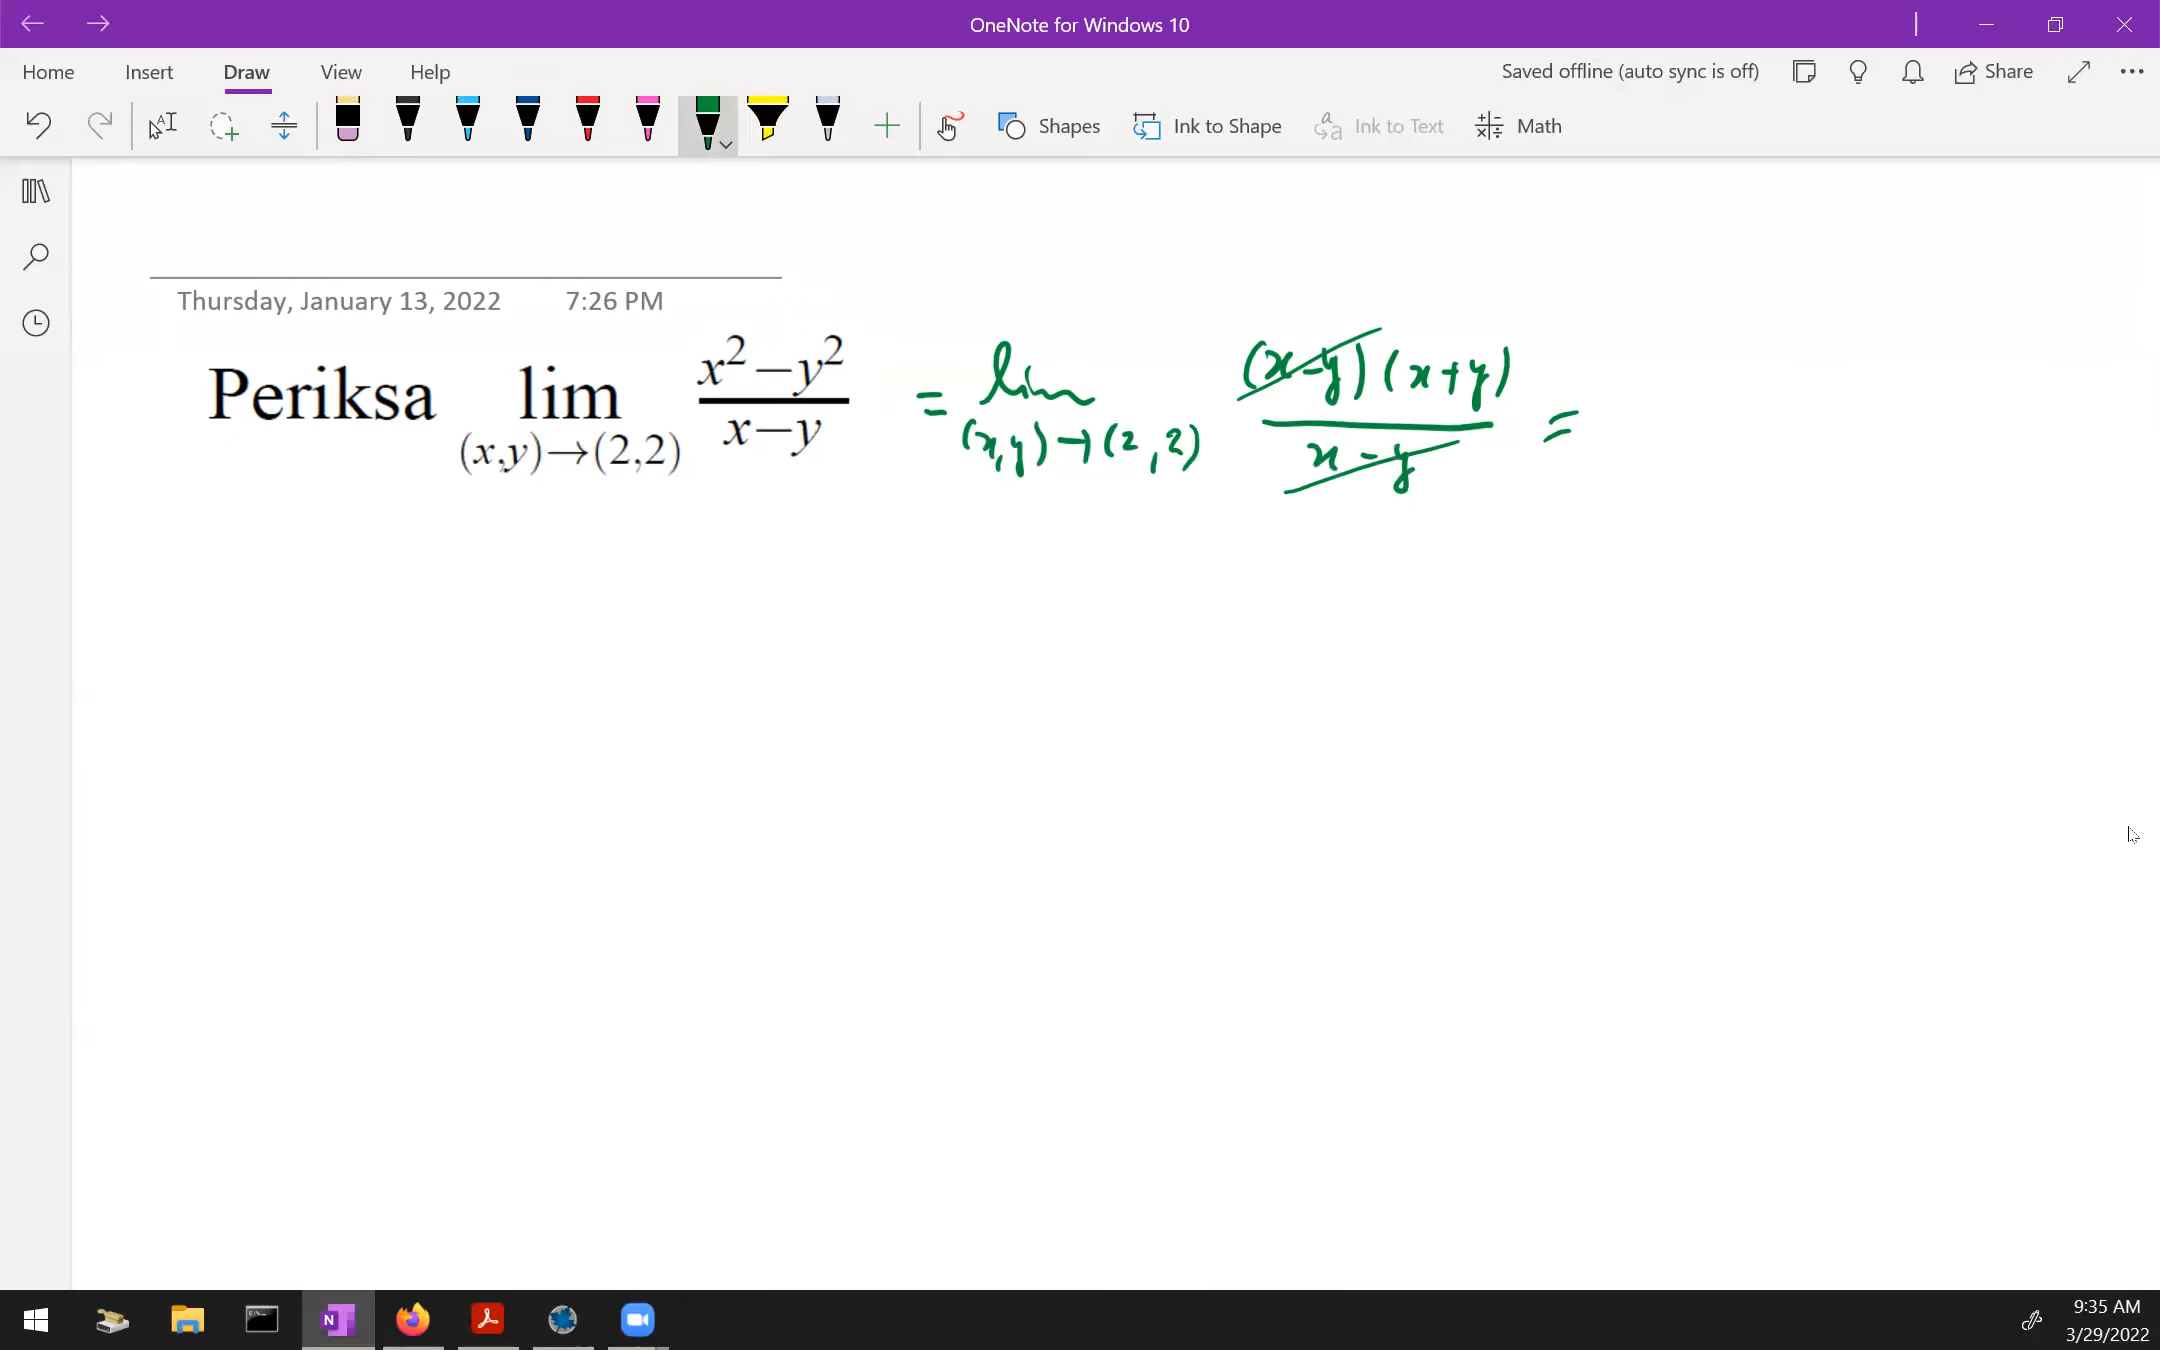 OneNote for Windows 10
Home Insert Draw View Help Saved offline (auto sync is off) Share
Shapes Ink to Shape Ink to Text Math
Thursday, January 13, 2022 7:26 PM
Periksa lim (x,y)→(2,2) x²−y² / x−y = lim (x,y)→(2,2) (x−y)(x+y) / x−y =
9:35 AM
3/29/2022